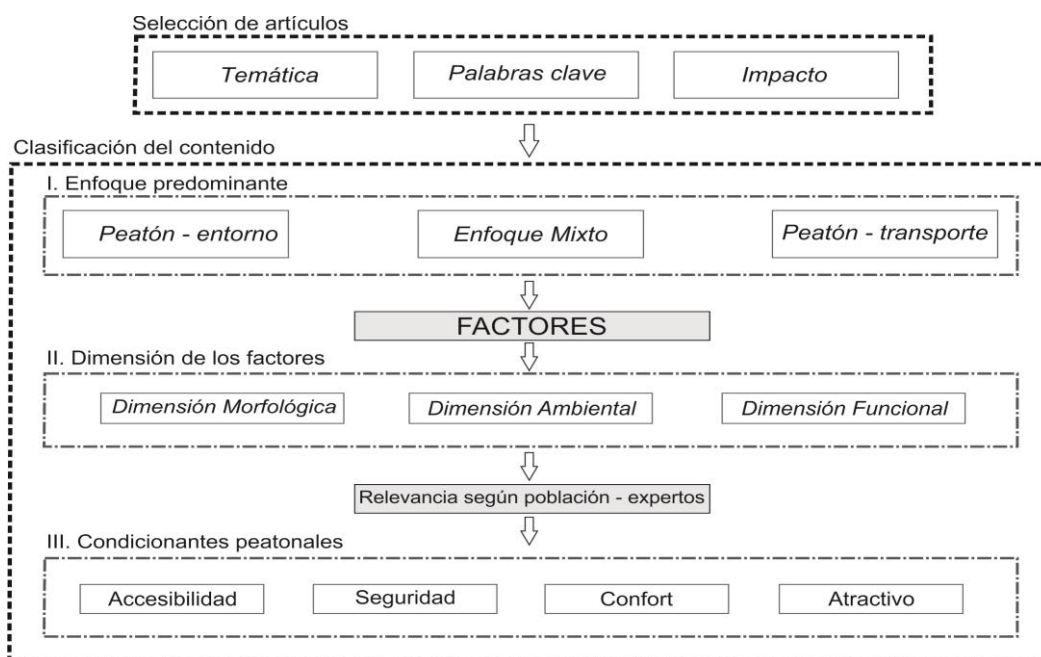 Selección de artículos
Temática
Palabras clave
Impacto
Clasificación del contenido
I. Enfoque predominante
Peatón - entorno
Enfoque Mixto
Peatón - transporte
FACTORES
II. Dimensión de los factores
Dimensión Morfológica
Dimensión Ambiental
Dimensión Funcional
Relevancia según población - expertos
III. Condicionantes peatonales
Accesibilidad
Seguridad
Confort
Atractivo